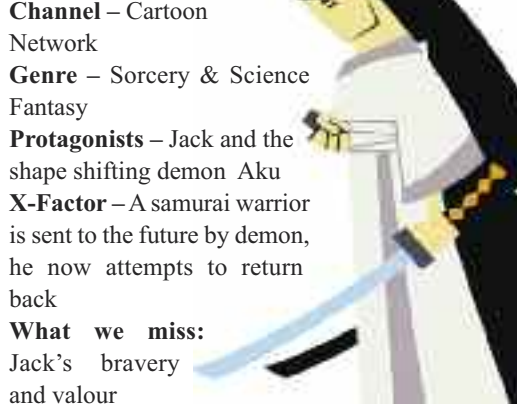 Channel – Cartoon
Network
Genre – Sorcery & Science
Fantasy
Protagonists – Jack and the
shape shifting demon Aku
X-Factor – A samurai warrior
is sent to the future by demon,
he now attempts to return
back
What we miss:
Jack's bravery
and valour